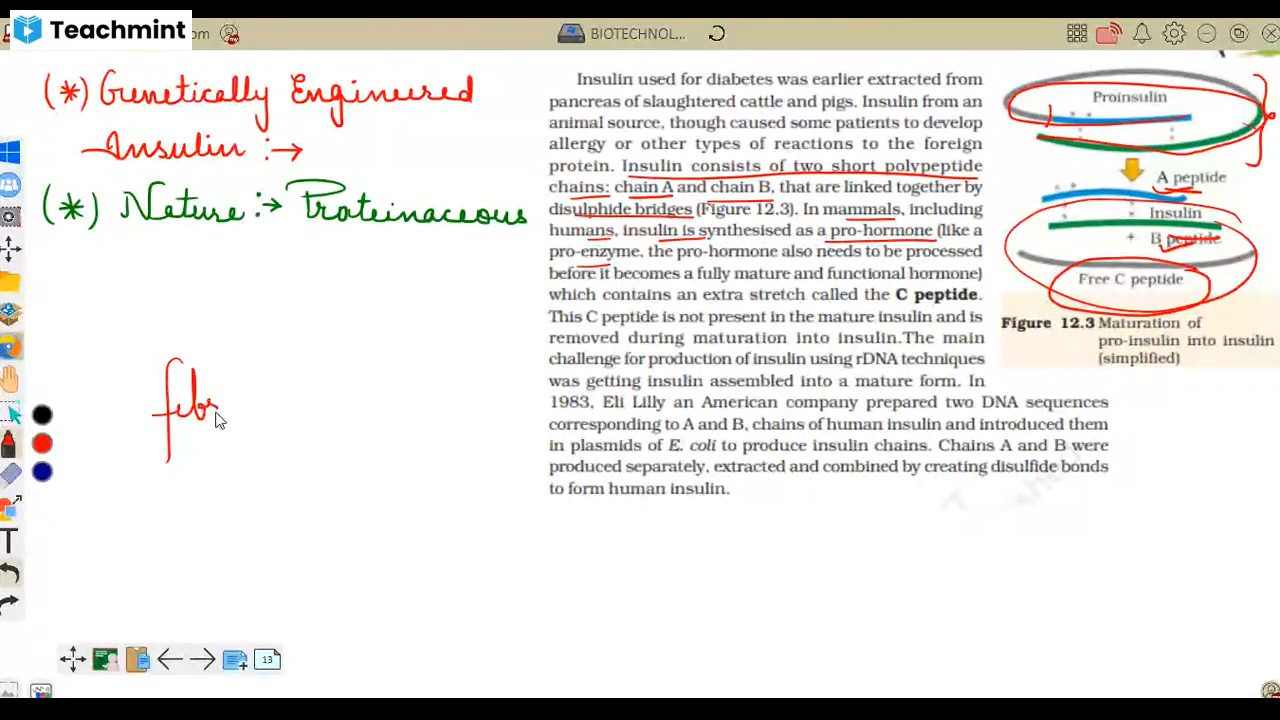 Teachmint
om
BIOTECHNOL...
(*) Genetically Engineered
Insulin :→
(*) Nature :→ Proteinaceous
Insulin used for diabetes was earlier extracted from
pancreas of slaughtered cattle and pigs. Insulin from an
animal source, though caused some patients to develop
allergy or other types of reactions to the foreign
protein. Insulin consists of two short polypeptide
chains: chain A and chain B, that are linked together by
disulphide bridges (Figure 12.3). In mammals, including
humans, insulin is synthesised as a pro-hormone (like a
pro-enzyme, the pro-hormone also needs to be processed
before it becomes a fully mature and functional hormone)
which contains an extra stretch called the C peptide.
This C peptide is not present in the mature insulin and is
removed during maturation into insulin.The main
challenge for production of insulin using rDNA techniques
was getting insulin assembled into a mature form. In
1983, Eli Lilly an American company prepared two DNA sequences
corresponding to A and B, chains of human insulin and introduced them
in plasmids of E. coli to produce insulin chains. Chains A and B were
produced separately, extracted and combined by creating disulfide bonds
to form human insulin.
Proinsulin
A peptide
Insulin
+ B peptide
Free C peptide
Figure 12.3 Maturation of
pro-insulin into insulin
(simplified)
T
13